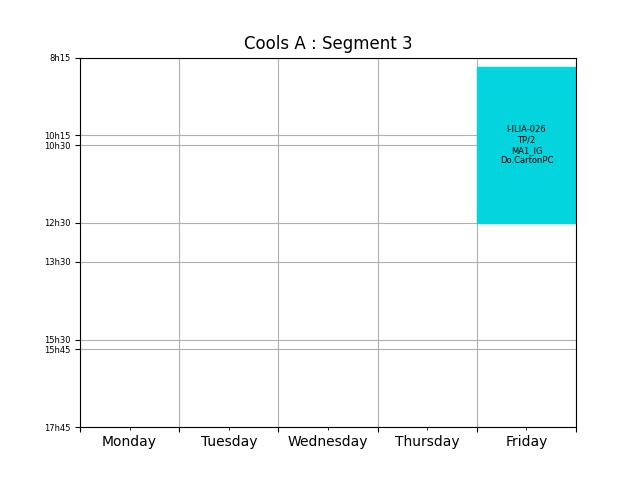 Cools A : Segment 3
8h15
10h15
10h30
12h30
13h30
15h30
15h45
17h45
I-ILIA-026
TP/2
MA1_IG
Do.CartonPC
Monday Tuesday Wednesday Thursday Friday